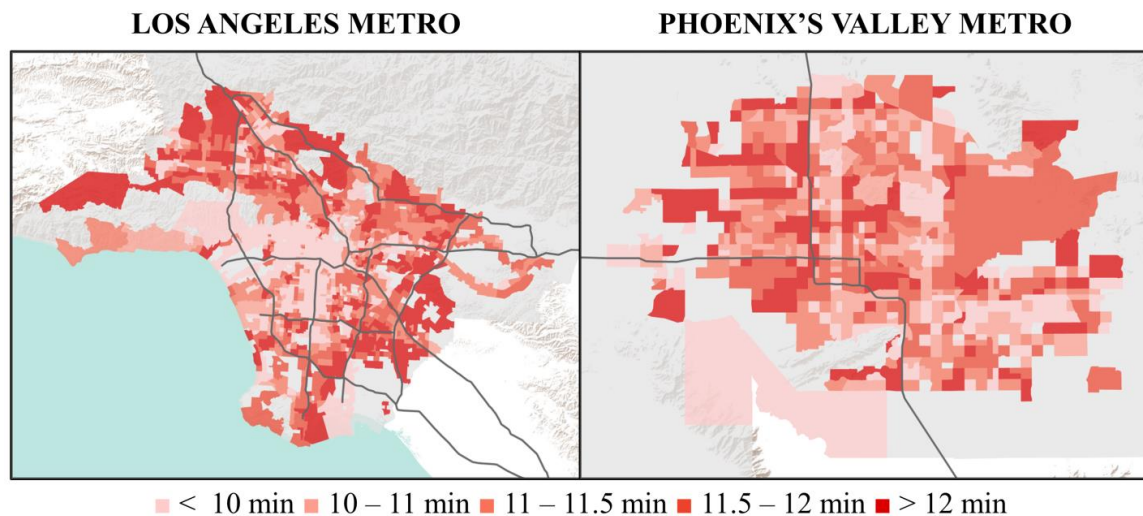 LOS ANGELES METRO
PHOENIX’S VALLEY METRO
< 10 min 10 – 11 min 11 – 11.5 min 11.5 – 12 min > 12 min